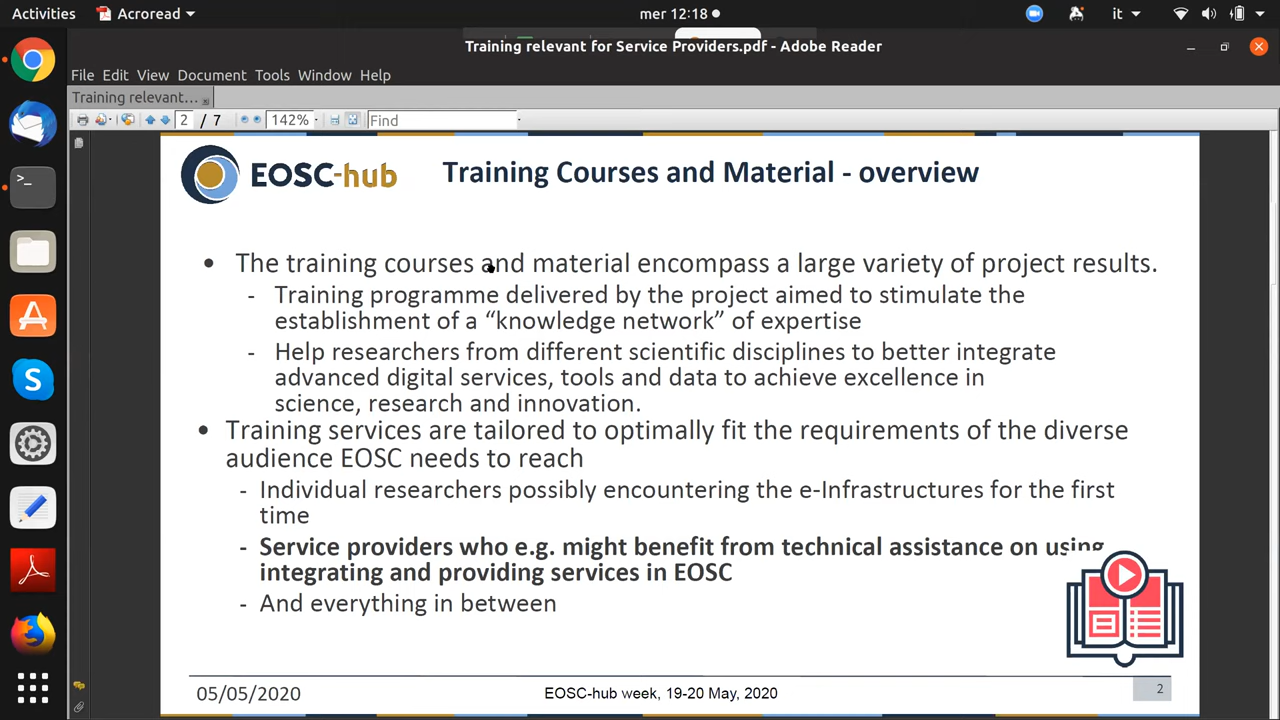 Activities Acroread mer 12:18 it
Training relevant for Service Providers.pdf - Adobe Reader
File Edit View Document Tools Window Help
Training relevant…
2 / 7 142% Find
EOSC-hub Training Courses and Material - overview
• The training courses and material encompass a large variety of project results.
- Training programme delivered by the project aimed to stimulate the
establishment of a “knowledge network” of expertise
- Help researchers from different scientific disciplines to better integrate
advanced digital services, tools and data to achieve excellence in
science, research and innovation.
• Training services are tailored to optimally fit the requirements of the diverse
audience EOSC needs to reach
- Individual researchers possibly encountering the e-Infrastructures for the first
time
- Service providers who e.g. might benefit from technical assistance on using,
integrating and providing services in EOSC
- And everything in between
05/05/2020 EOSC-hub week, 19-20 May, 2020 2